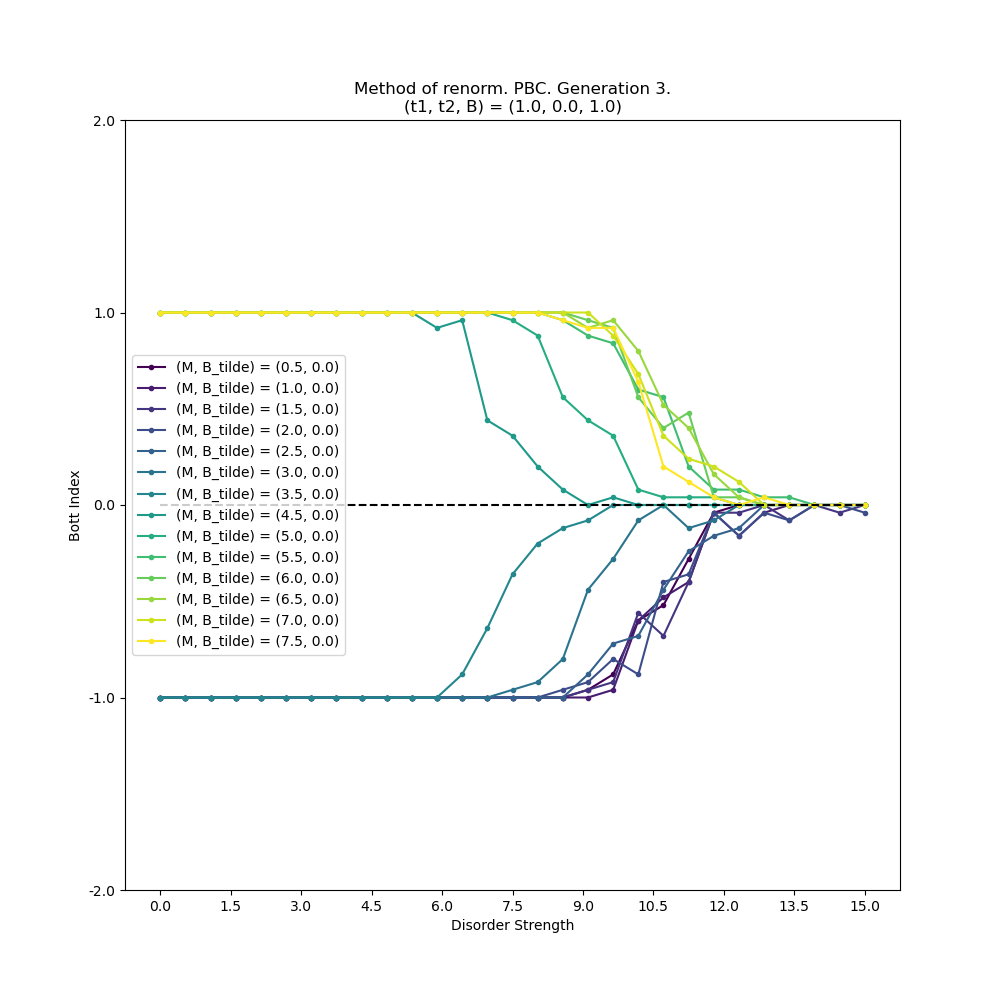 Method of renorm. PBC. Generation 3.
(t1, t2, B) = (1.0, 0.0, 1.0)
2.0
1.0
0.0
-1.0
-2.0
Bott Index
(M, B_tilde) = (0.5, 0.0)
(M, B_tilde) = (1.0, 0.0)
(M, B_tilde) = (1.5, 0.0)
(M, B_tilde) = (2.0, 0.0)
(M, B_tilde) = (2.5, 0.0)
(M, B_tilde) = (3.0, 0.0)
(M, B_tilde) = (3.5, 0.0)
(M, B_tilde) = (4.5, 0.0)
(M, B_tilde) = (5.0, 0.0)
(M, B_tilde) = (5.5, 0.0)
(M, B_tilde) = (6.0, 0.0)
(M, B_tilde) = (6.5, 0.0)
(M, B_tilde) = (7.0, 0.0)
(M, B_tilde) = (7.5, 0.0)
0.0 1.5 3.0 4.5 6.0 7.5 9.0 10.5 12.0 13.5 15.0
Disorder Strength